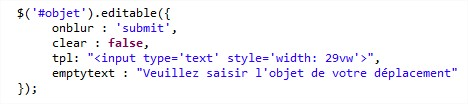 $('#objet').editable({
    onblur : 'submit',
    clear : false,
    tpl: "<input type='text' style='width: 29vw'>",
    emptytext : "Veuillez saisir l'objet de votre déplacement"
});